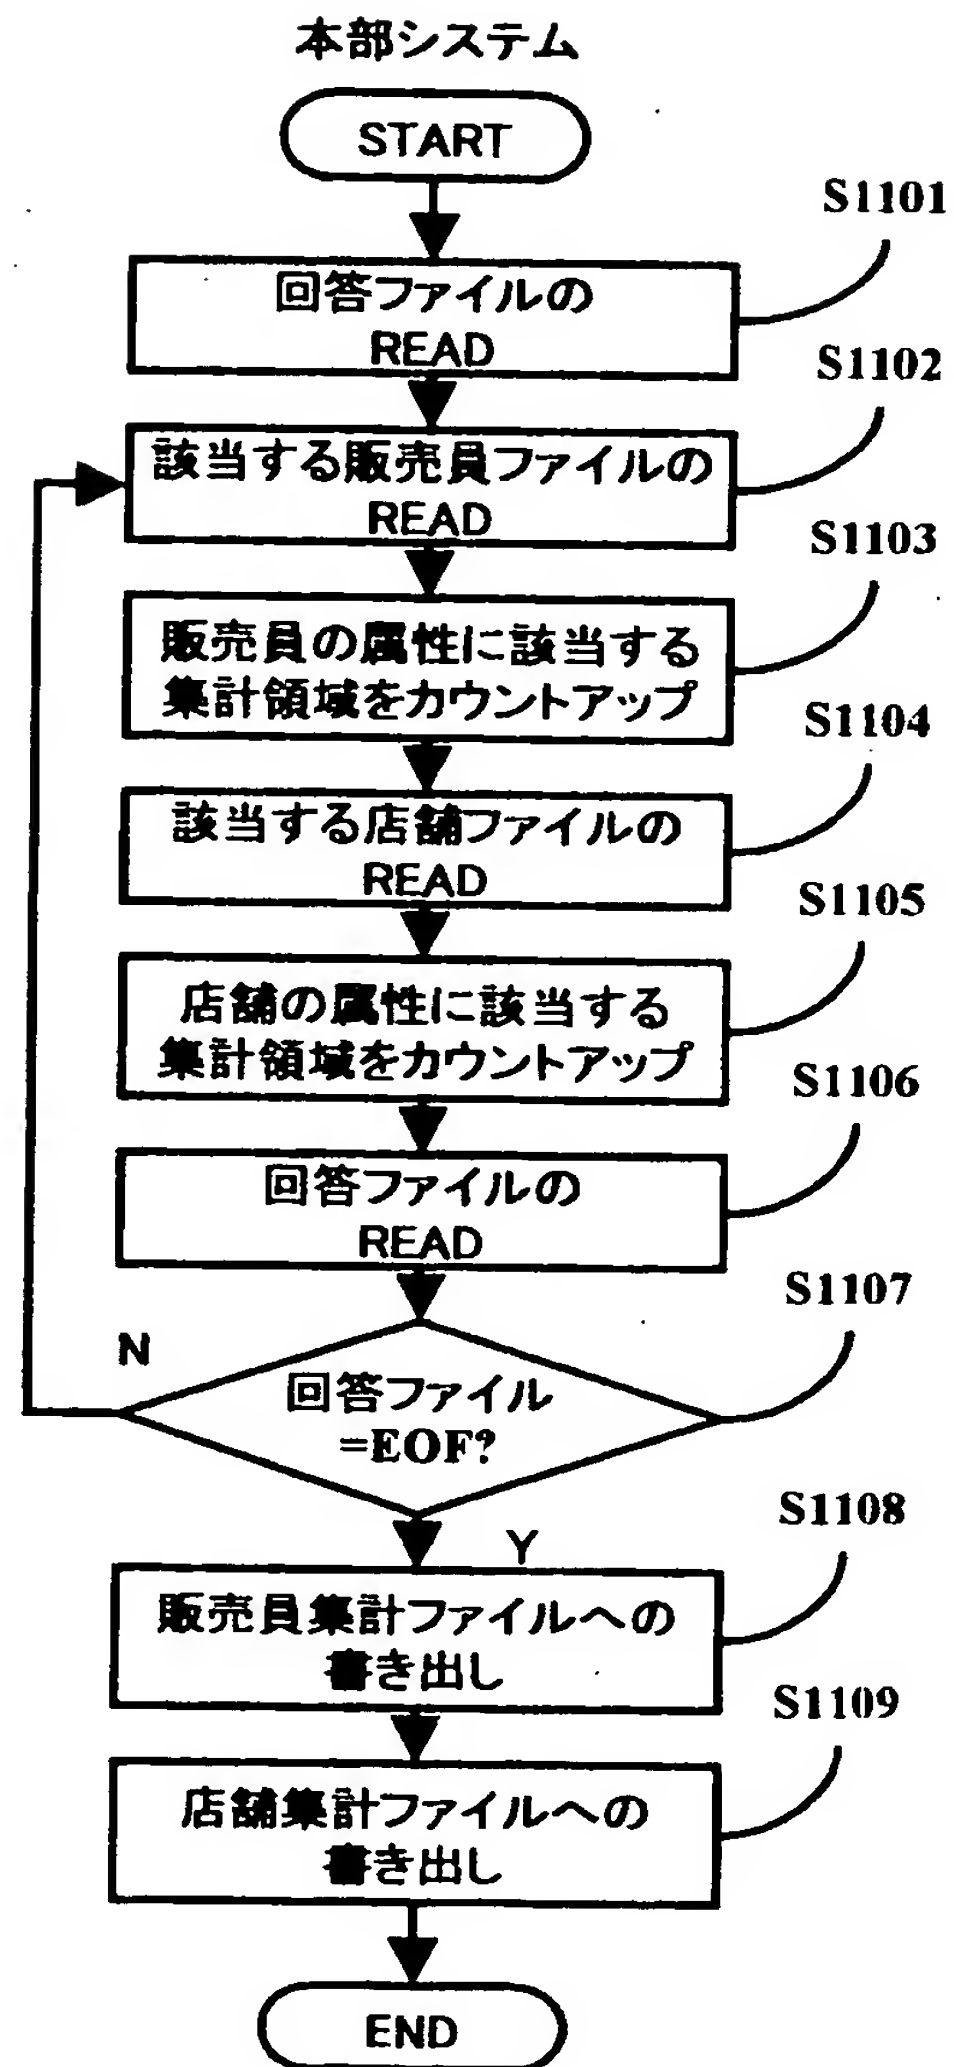 本部システム
START
S1101
回答ファイルの
READ
S1102
該当する販売員ファイルの
READ
S1103
販売員の属性に該当する
集計領域をカウントアップ
S1104
該当する店舗ファイルの
READ
S1105
店舗の属性に該当する
集計領域をカウントアップ
S1106
回答ファイルの
READ
S1107
N
回答ファイル
=EOF?
Y
S1108
販売員集計ファイルへの
書き出し
S1109
店舗集計ファイルへの
書き出し
END